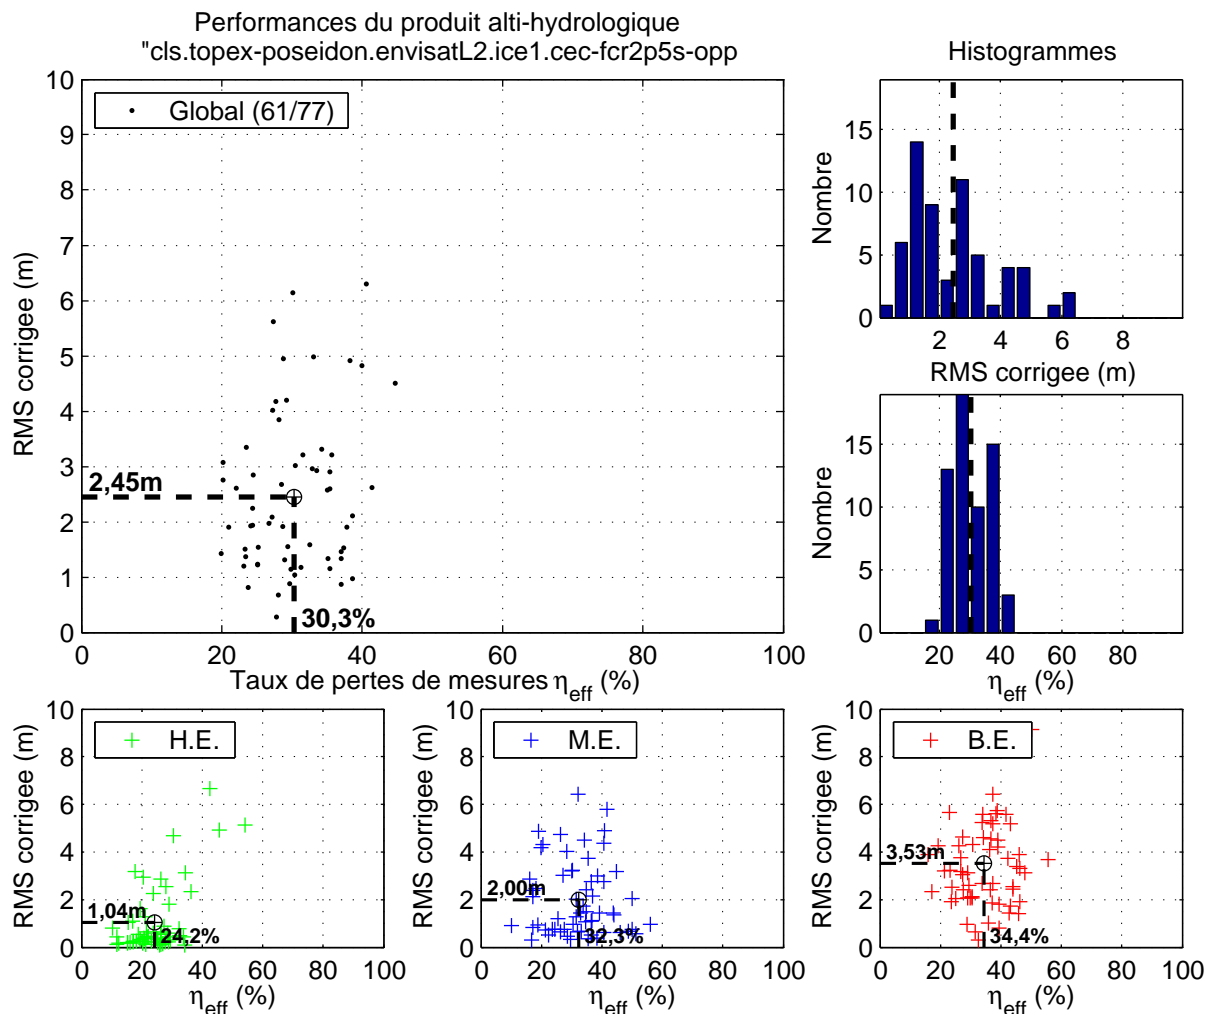 Performances du produit alti-hydrologique
"cls.topex-poseidon.envisatL2.ice1.cec-fcr2p5s-opp
Histogrammes
10
9
8
7
6
5
4
3
2
1
0
RMS corrigee (m)
Global (61/77)
2,45m
30,3%
0 20 40 60 80 100
Taux de pertes de mesures ηeff (%)
15
10
5
0
Nombre
2 4 6 8
RMS corrigee (m)
15
10
5
0
Nombre
20 40 60 80
ηeff (%)
10
8
6
4
2
0
RMS corrigee (m)
H.E.
1,04m
24,2%
0 20 40 60 80 100
ηeff (%)
10
8
6
4
2
0
RMS corrigee (m)
M.E.
2,00m
32,3%
0 20 40 60 80 100
ηeff (%)
10
8
6
4
2
0
RMS corrigee (m)
B.E.
3,53m
34,4%
0 20 40 60 80 100
ηeff (%)